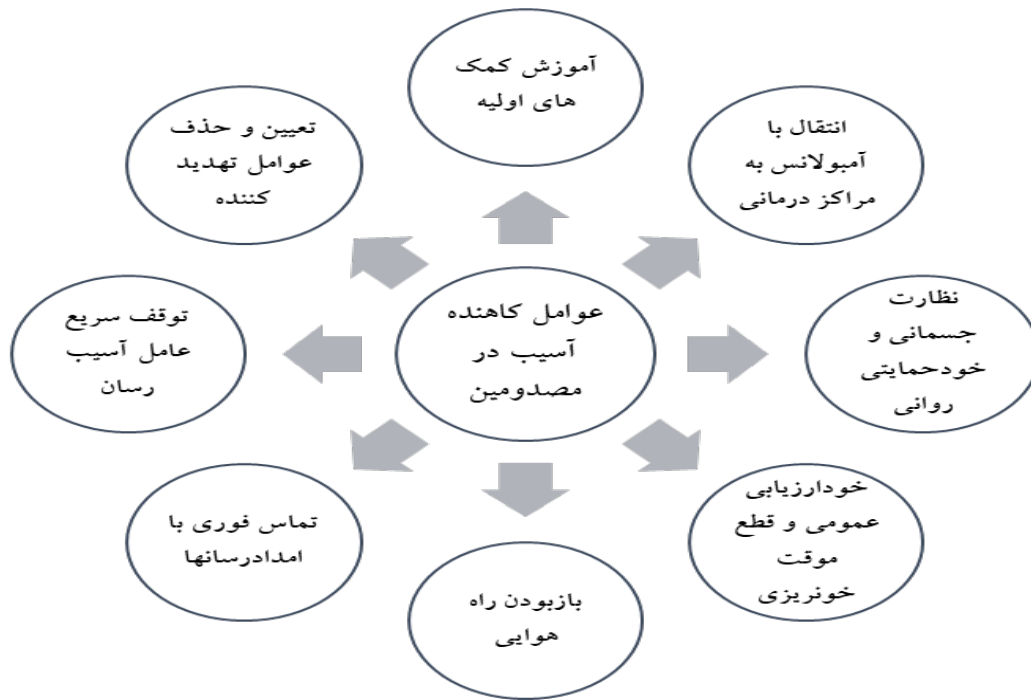 آموزش کمک
های اولیه
انتقال با
آمبولانس به
مراکز درمانی
نظارت
جسمانی و
خودحمایتی
روانی
خودارزیابی
عمومی و قطع
موقت
خونریزی
بازبودن راه
هوایی
تماس فوری با
امدادرسانها
توقف سریع
عامل آسیب
رسان
تعیین و حذف
عوامل تهدید
کننده
عوامل کاهنده
آسیب در
مصدومین